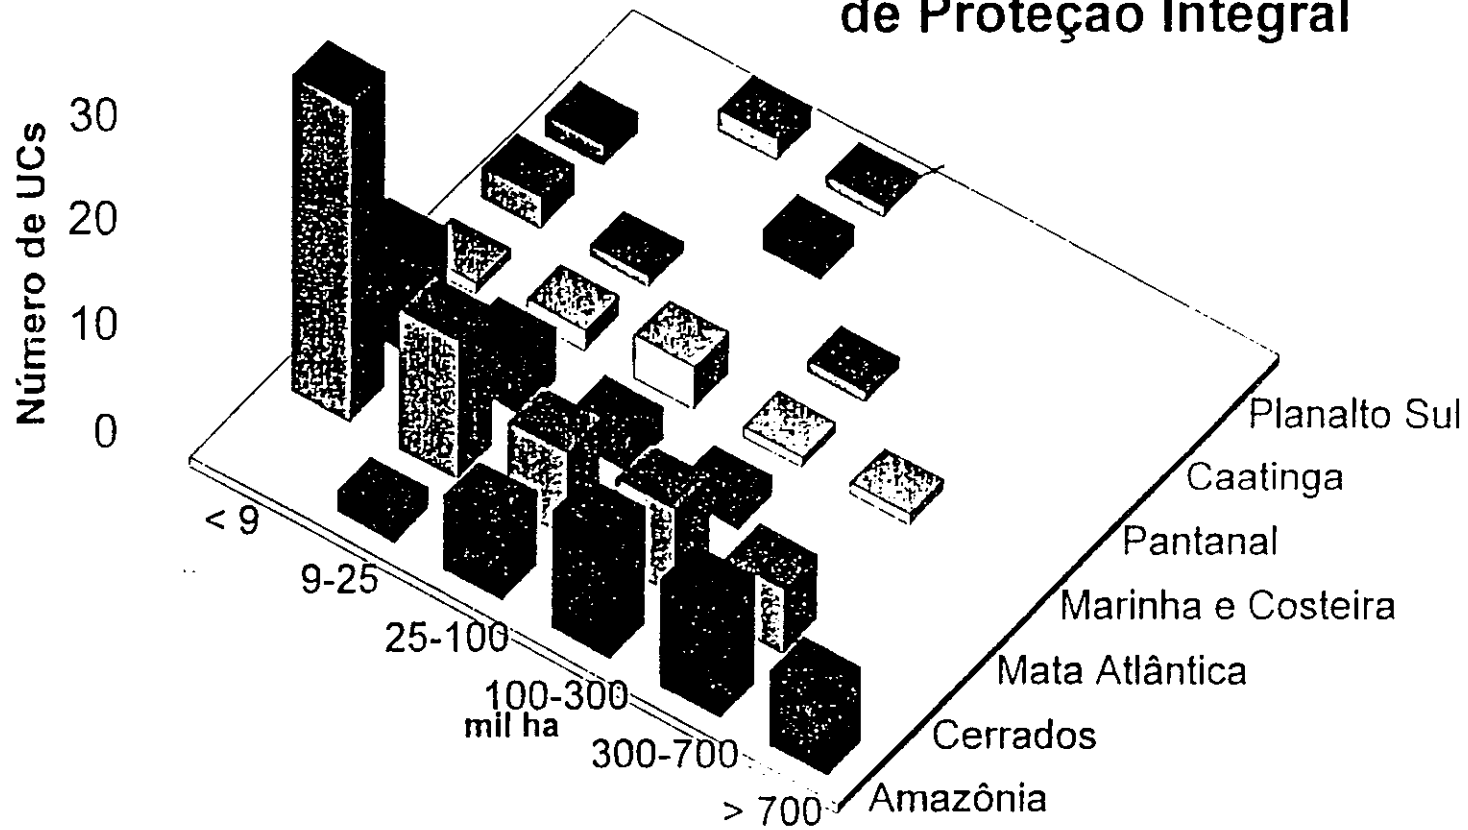 de Proteção Integral
Número de UCs
30
20
10
0
< 9
9-25
25-100
100-300
300-700
> 700
mil ha
Planalto Sul
Caatinga
Pantanal
Marinha e Costeira
Mata Atlântica
Cerrados
Amazônia